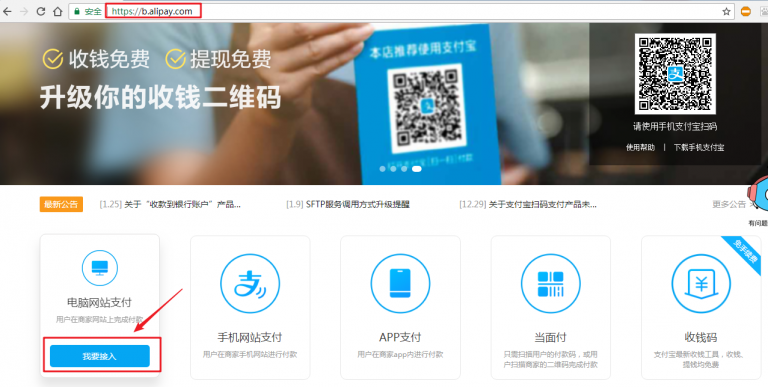 安全 https://b.alipay.com
收钱免费 提现免费
升级你的收钱二维码
本店推荐使用支付宝
请使用手机支付宝扫码
使用帮助 | 下载手机支付宝
最新公告 [1.25] 关于“收款到银行账户”产品... [1.9] SFTP服务调用方式升级提醒 [12.29] 关于支付宝扫码支付产品未... 更多公告
有问题
免手续费
电脑网站支付
用户在商家网站上完成付款
我要接入
手机网站支付
用户在商家手机网站进行付款
APP支付
用户在商家app内进行付款
当面付
只需扫描用户的付款码，或用
户扫描商家的二维码完成付款
收钱码
支付宝最新收钱工具，收钱、
提钱均免费